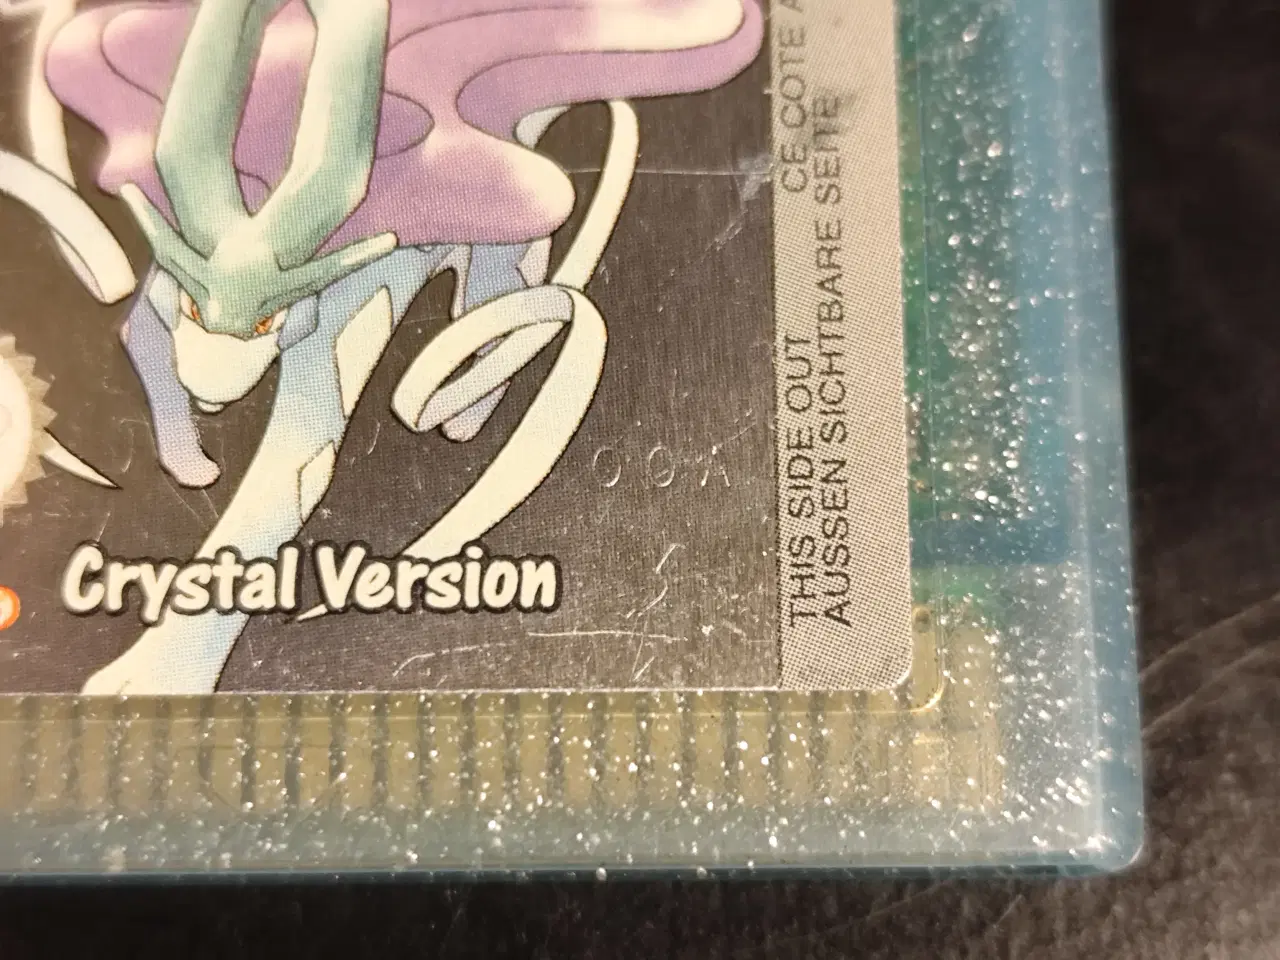 Crystal Version
THIS SIDE OUT
CE COTE A
AUSSEN SICHTBARE SEITE